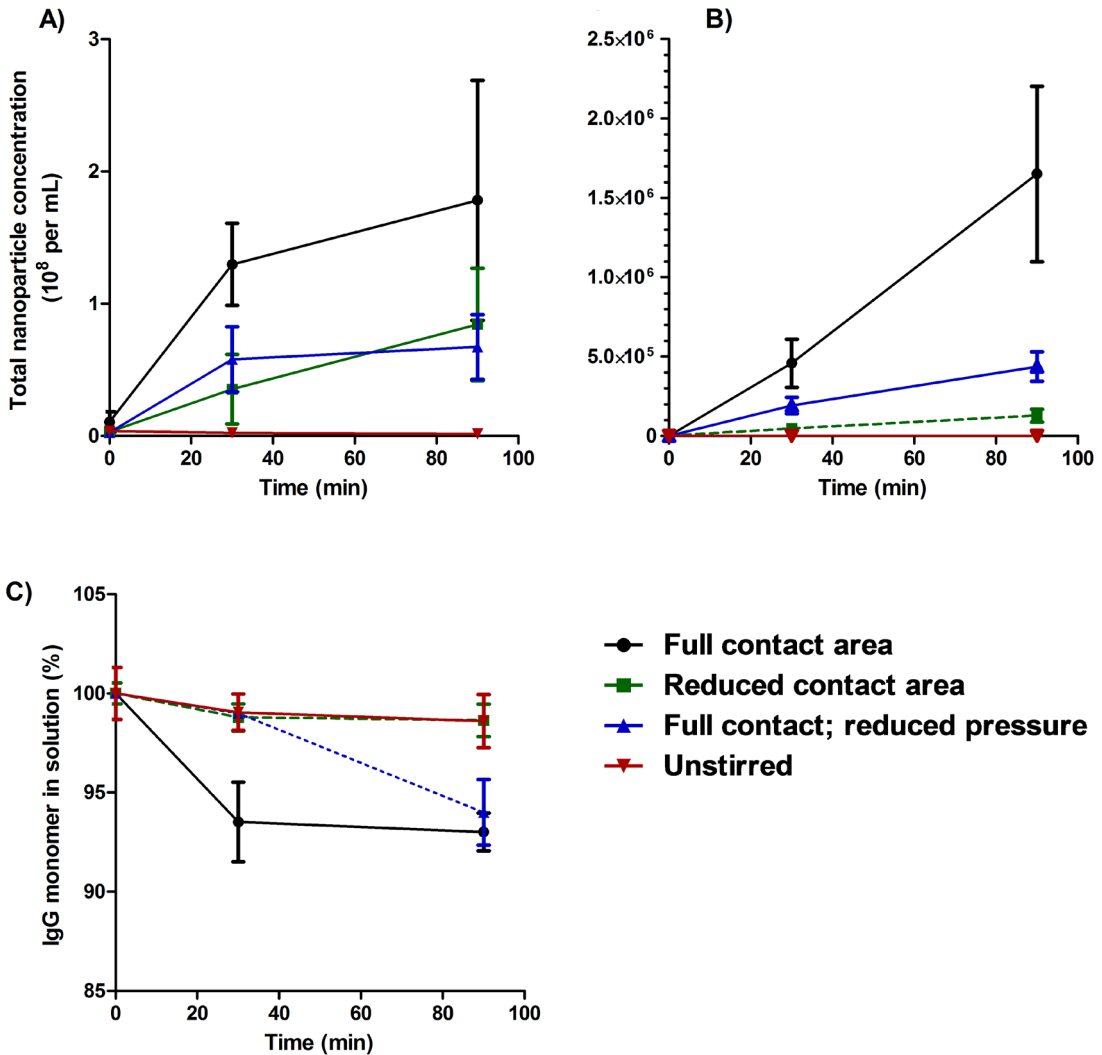 A)
Total nanoparticle concentration
(10⁸ per mL)
3
2
1
0
0 20 40 60 80 100
Time (min)
B)
2.5×10⁶
2.0×10⁶
1.5×10⁶
1.0×10⁶
5.0×10⁵
0
0 20 40 60 80 100
Time (min)
C)
IgG monomer in solution (%)
105
100
95
90
85
0 20 40 60 80 100
Time (min)
Full contact area
Reduced contact area
Full contact; reduced pressure
Unstirred